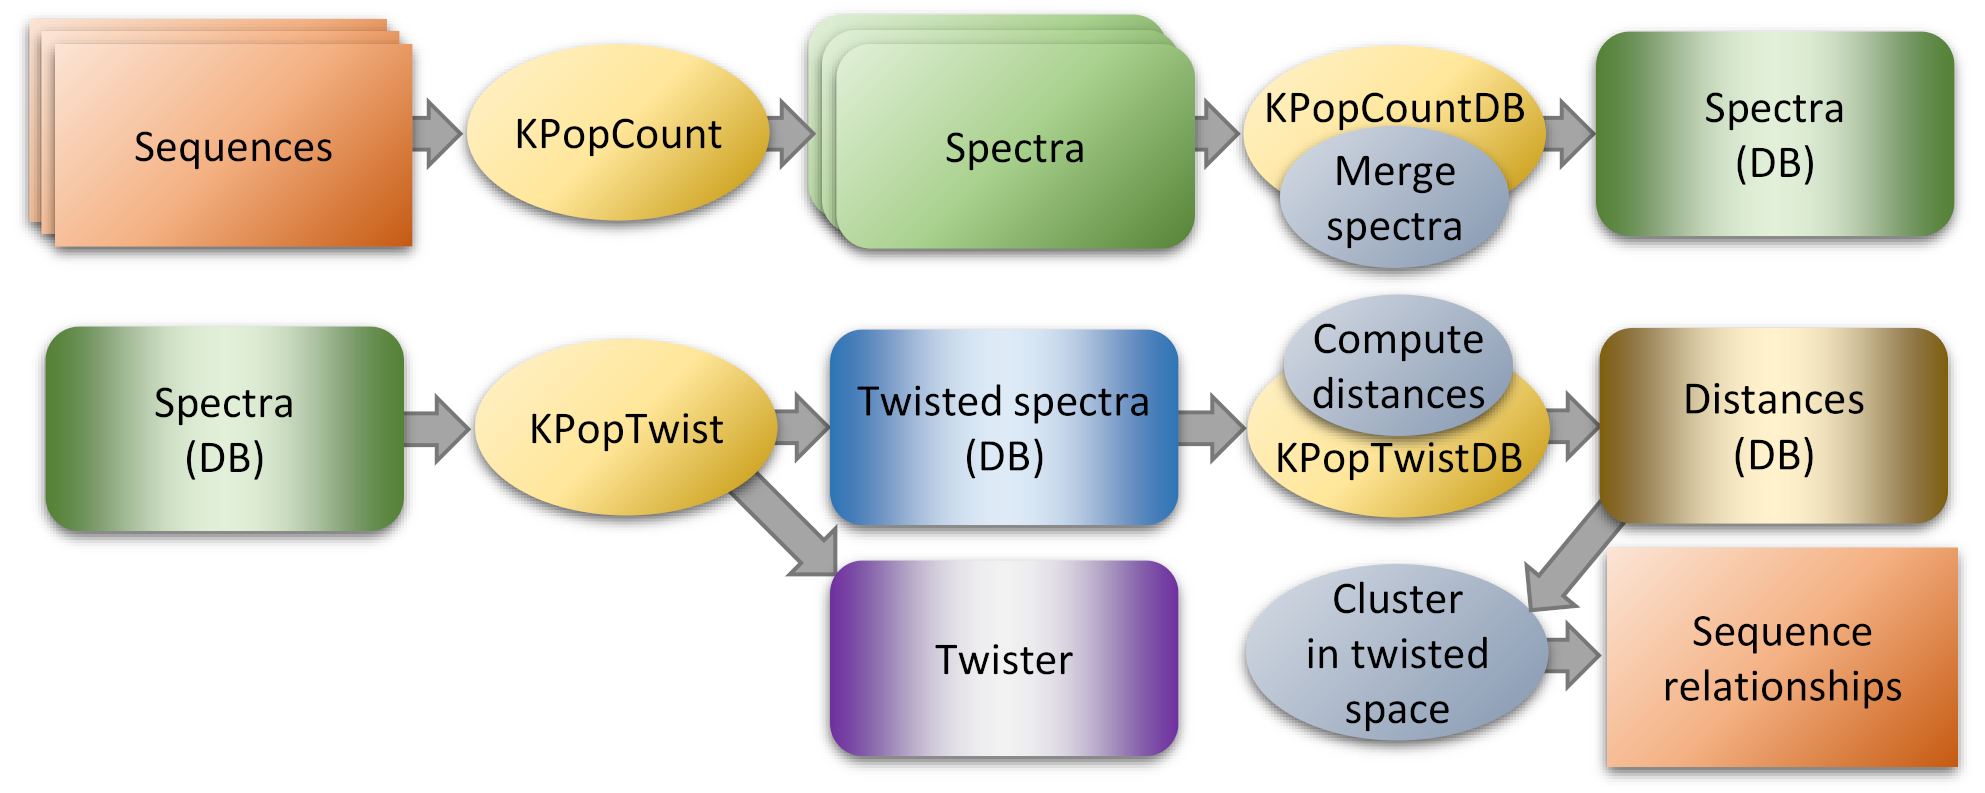 Sequences
KPopCount
Spectra
KPopCountDB
Merge
spectra
Spectra
(DB)
Spectra
(DB)
KPopTwist
Twisted spectra
(DB)
Compute
distances
KPopTwistDB
Distances
(DB)
Twister
Cluster
in twisted
space
Sequence
relationships